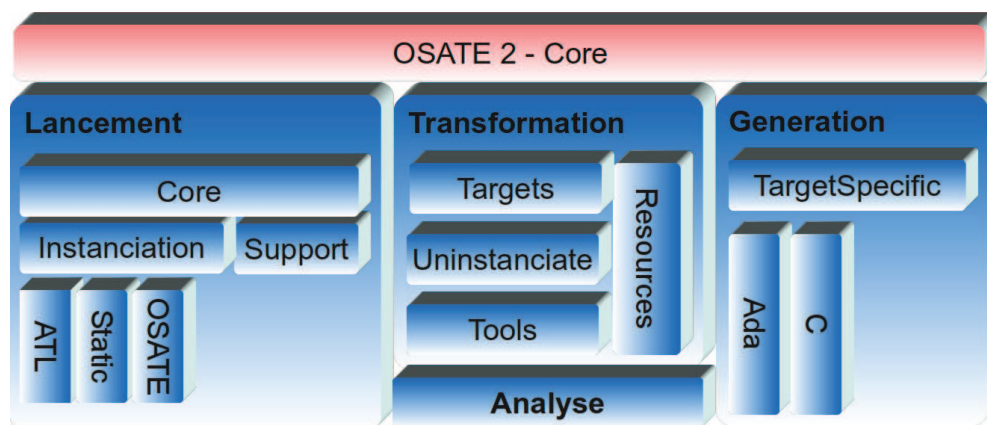 OSATE 2 - Core
Lancement
Core
Instanciation
Support
ATL
Static
OSATE
Transformation
Targets
Uninstanciate
Tools
Resources
Analyse
Generation
TargetSpecific
Ada
C